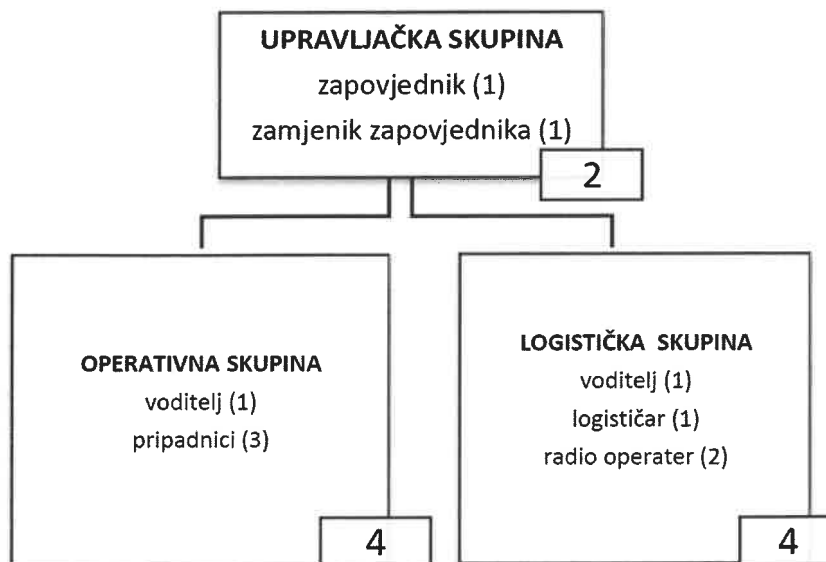 UPRAVLJAČKA SKUPINA
zapovjednik (1)
zamjenik zapovjednika (1)
2
OPERATIVNA SKUPINA
voditelj (1)
pripadnici (3)
4
LOGISTIČKA SKUPINA
voditelj (1)
logističar (1)
radio operater (2)
4